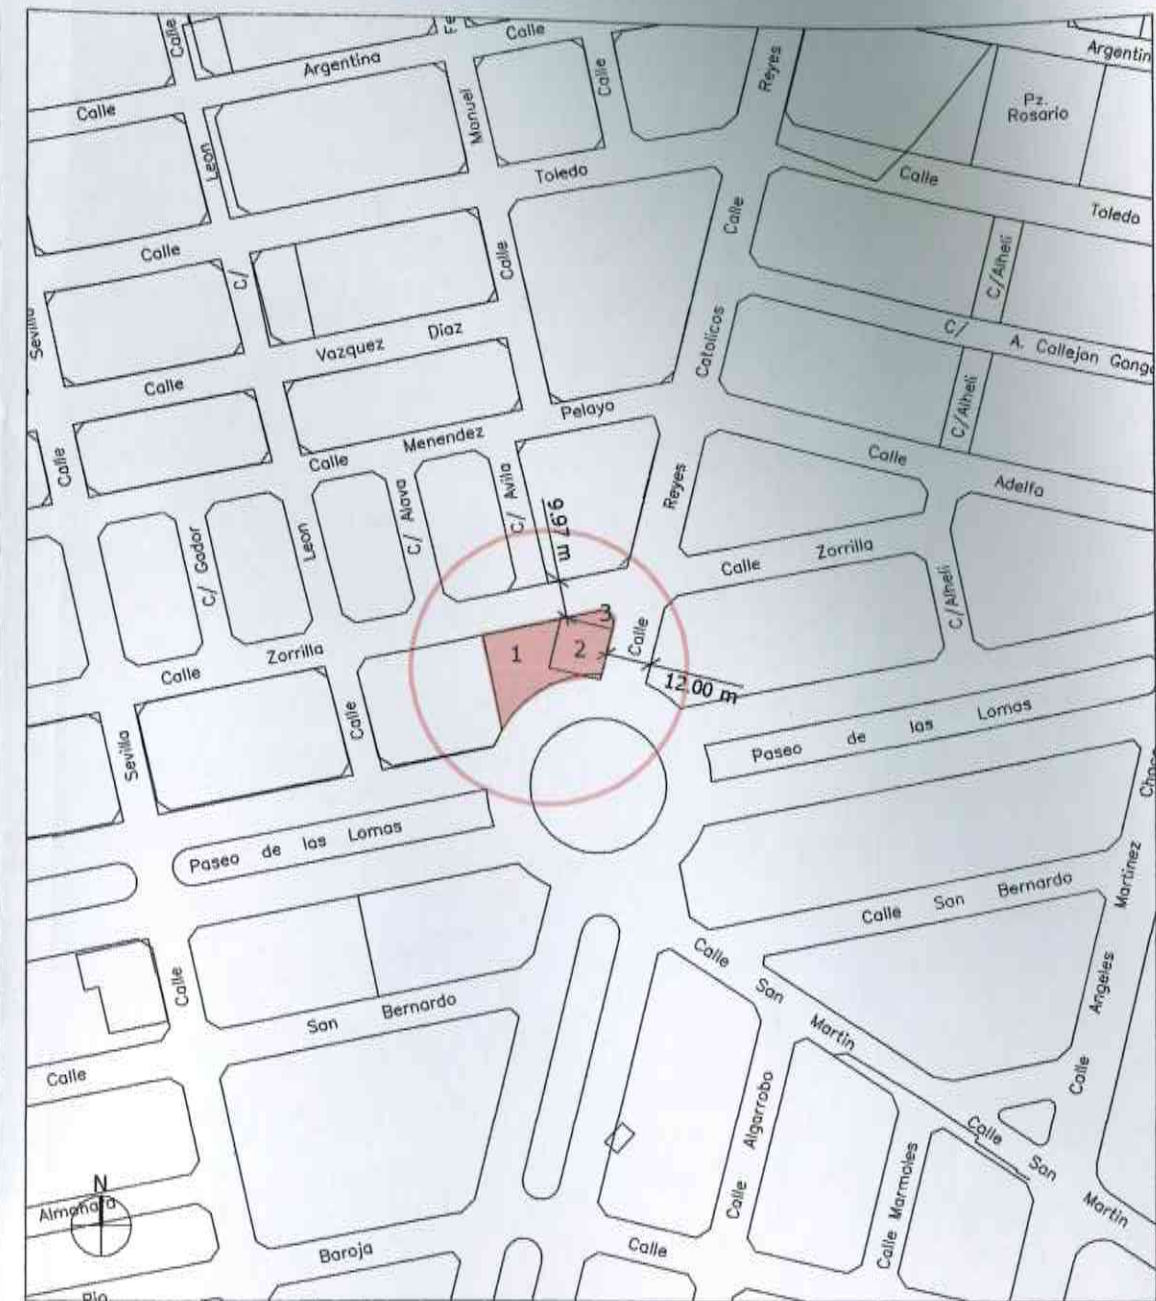 Calle
Fe
Calle
Argentina
Calle
Reyes
Argentin
Calle
Manuel
Pz.
Rosario
Leon
Toledo
Calle
Calle
Toledo
Calle
Calle
C/
C/Alheli
Sevilla
Vazquez Diaz
Catolicos
C/
A. Callejon Gong
Calle
Pelayo
C/Alheli
Menendez
Calle
Calle
Calle
Reyes
Adelfa
C/ Avila
C/ Alava
9.97 m
Leon
C/ Gador
Calle Zorrilla
C/Alheli
3
Calle
1
2
Zorrilla
Calle
12.00 m
Calle
Paseo de las Lomas
Sevilla
Paseo de las Lomas
Martinez
Calle San Bernardo
Calle
Calle
San
Martin
Angeles
San Bernardo
Calle
Calle
Algarrobo
Calle
Calle
San
Martin
Calle Marmoles
N
Almohara
Baroja
Calle
Rio